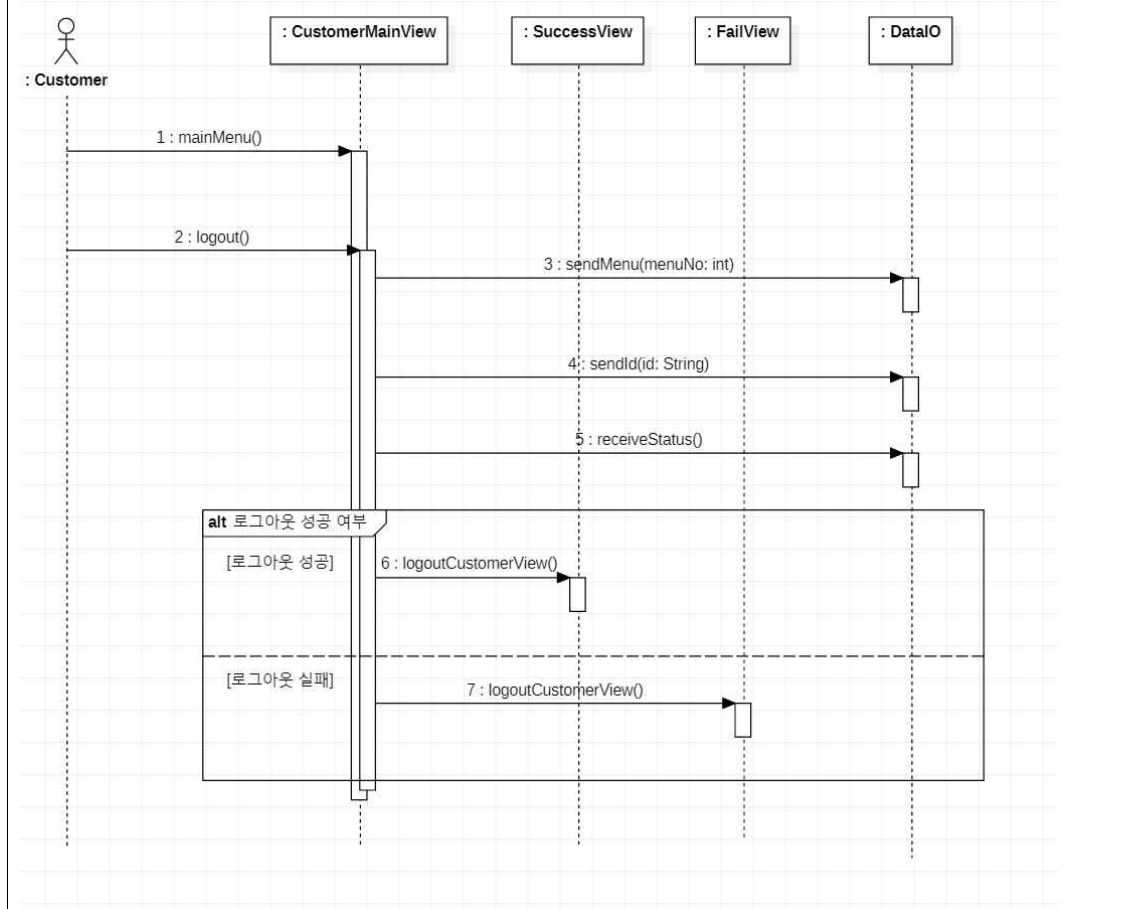 : CustomerMainView
: SuccessView
: FailView
: DataIO
: Customer
1 : mainMenu()
2 : logout()
3 : sendMenu(menuNo: int)
4 : sendId(id: String)
5 : receiveStatus()
alt 로그아웃 성공 여부
[로그아웃 성공]
6 : logoutCustomerView()
[로그아웃 실패]
7 : logoutCustomerView()